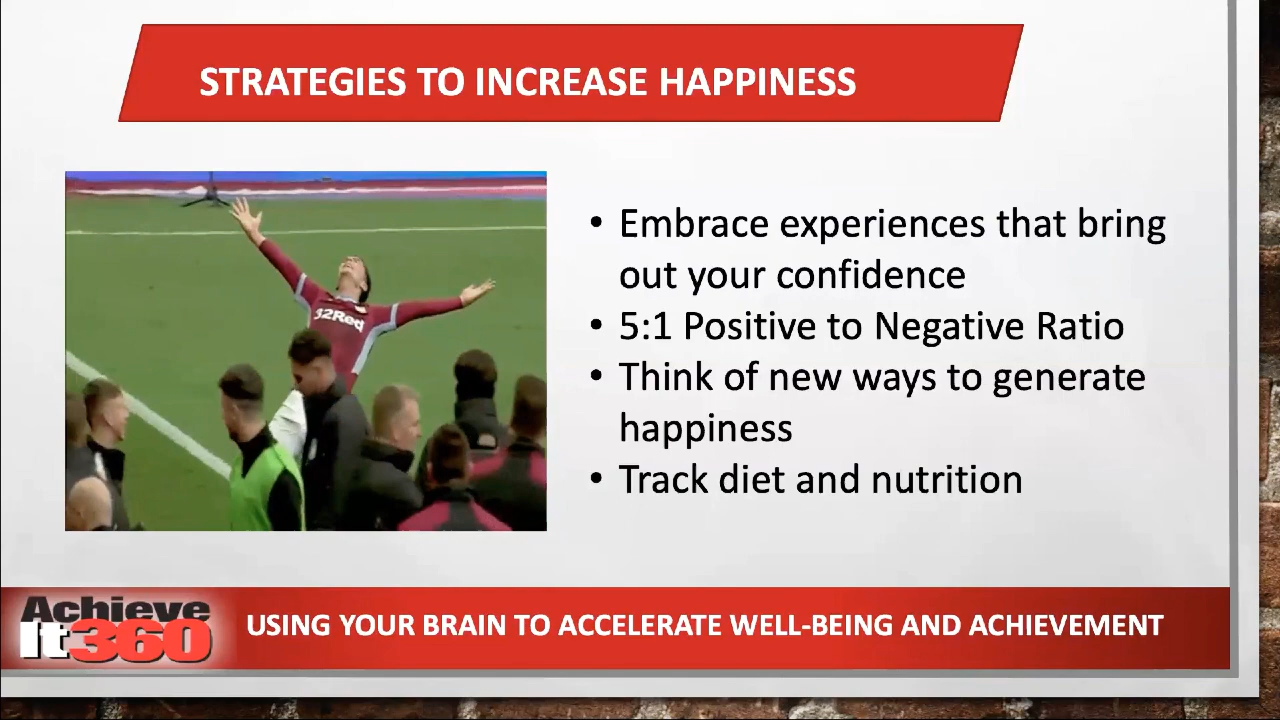 STRATEGIES TO INCREASE HAPPINESS
32Red
• Embrace experiences that bring
out your confidence
• 5:1 Positive to Negative Ratio
• Think of new ways to generate
happiness
• Track diet and nutrition
Achieve
It360
USING YOUR BRAIN TO ACCELERATE WELL-BEING AND ACHIEVEMENT